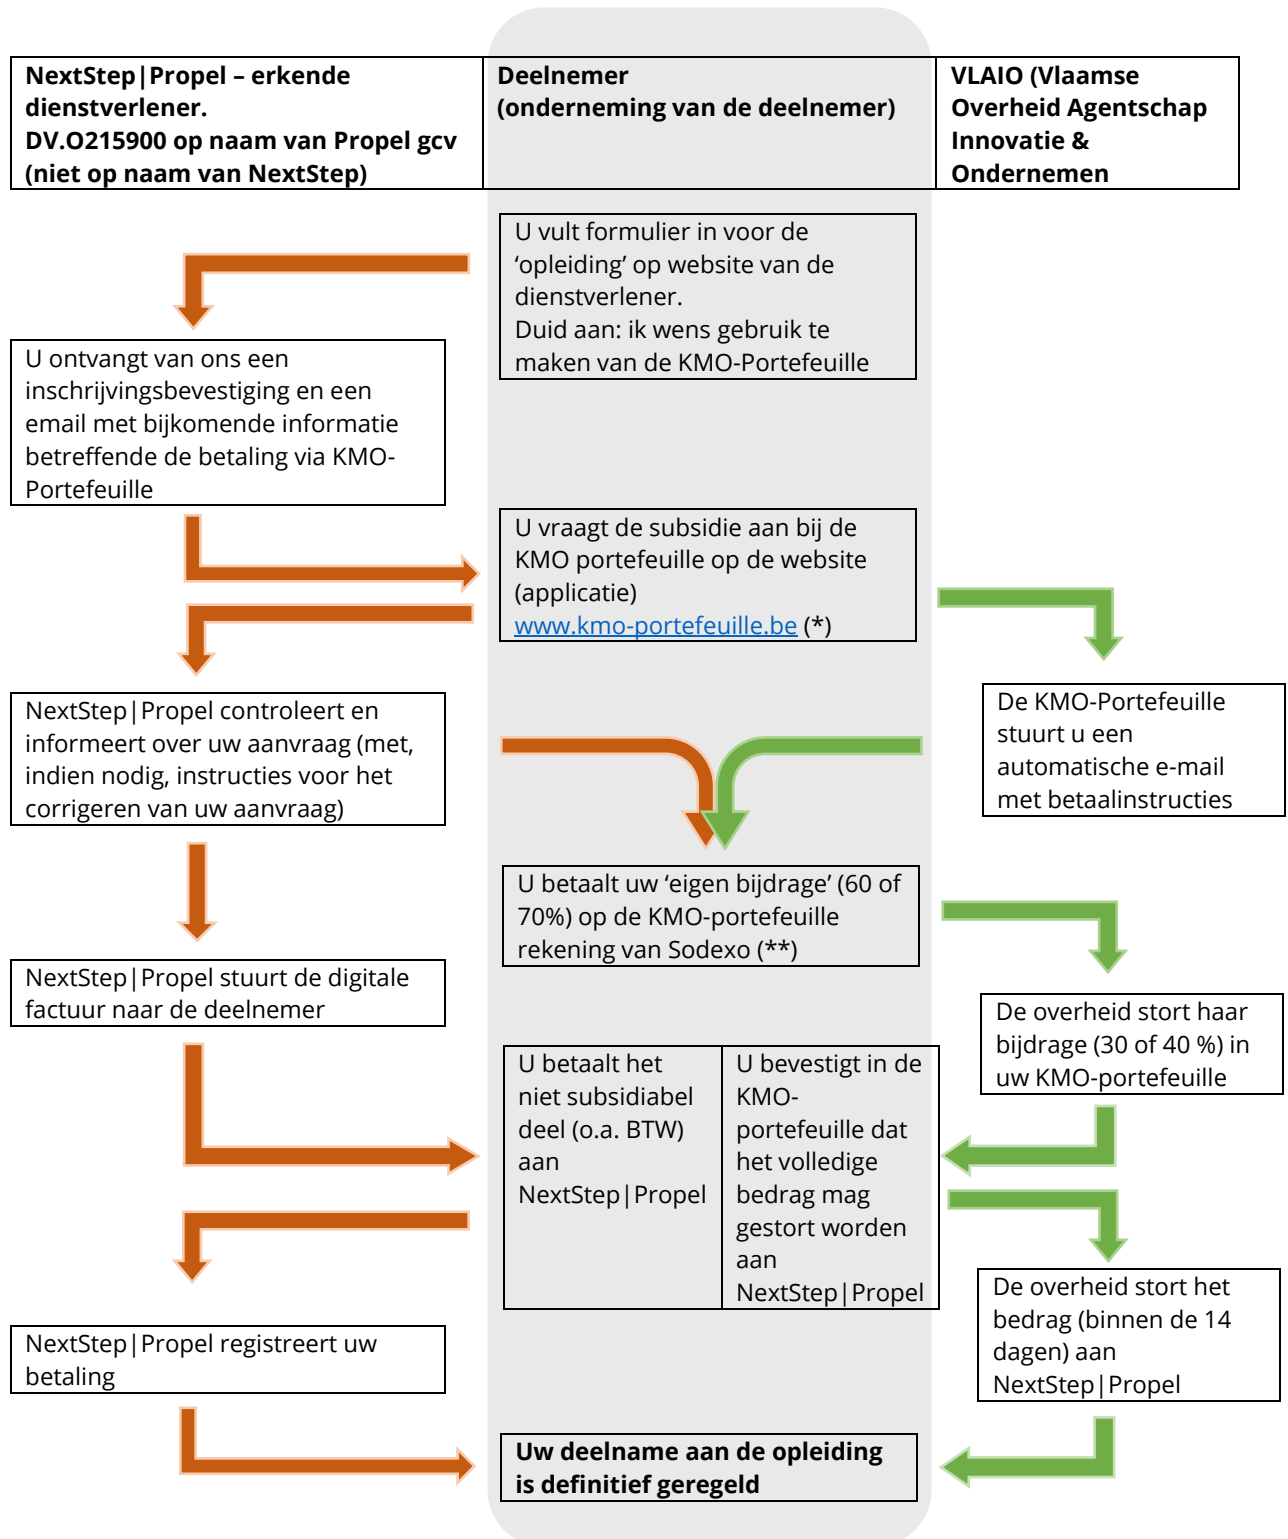 NextStep|Propel – erkende
dienstverlener.
DV.O215900 op naam van Propel gcv
(niet op naam van NextStep)
Deelnemer
(onderneming van de deelnemer)
VLAIO (Vlaamse
Overheid Agentschap
Innovatie &
Ondernemen
U vult formulier in voor de
‘opleiding’ op website van de
dienstverlener.
Duid aan: ik wens gebruik te
maken van de KMO-Portefeuille
U ontvangt van ons een
inschrijvingsbevestiging en een
email met bijkomende informatie
betreffende de betaling via KMO-
Portefeuille
U vraagt de subsidie aan bij de
KMO portefeuille op de website
(applicatie)
www.kmo-portefeuille.be (*)
NextStep|Propel controleert en
informeert over uw aanvraag (met,
indien nodig, instructies voor het
corrigeren van uw aanvraag)
De KMO-Portefeuille
stuurt u een
automatische e-mail
met betaalinstructies
U betaalt uw ‘eigen bijdrage’ (60 of
70%) op de KMO-portefeuille
rekening van Sodexo (**)
NextStep|Propel stuurt de digitale
factuur naar de deelnemer
De overheid stort haar
bijdrage (30 of 40 %) in
uw KMO-portefeuille
U betaalt het
niet subsidiabel
deel (o.a. BTW)
aan
NextStep|Propel
U bevestigt in de
KMO-
portefeuille dat
het volledige
bedrag mag
gestort worden
aan
NextStep|Propel
De overheid stort het
bedrag (binnen de 14
dagen) aan
NextStep|Propel
NextStep|Propel registreert uw
betaling
Uw deelname aan de opleiding
is definitief geregeld